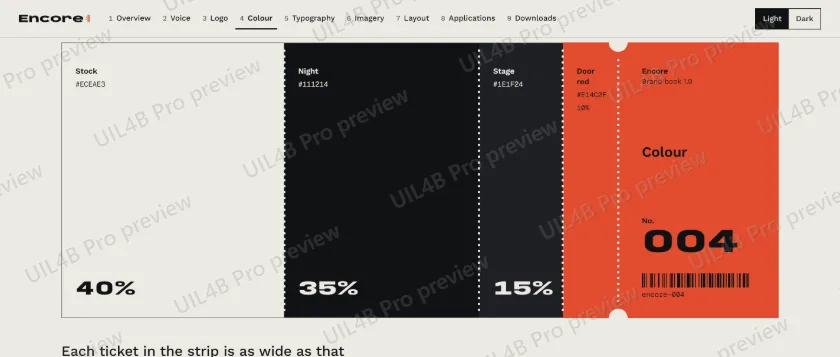 Encore
1 Overview
2 Voice
3 Logo
4 Colour
5 Typography
6 Imagery
7 Layout
8 Applications
9 Downloads
Light
Dark
Stock
#ECEAE3
40%
Night
#111214
35%
Stage
#1E1F24
15%
Door
red
#E14C2F
10%
Encore
Brand book 1.0
Colour
No.
004
encore-004
Each ticket in the strip is as wide as that
UIL4B Pro preview